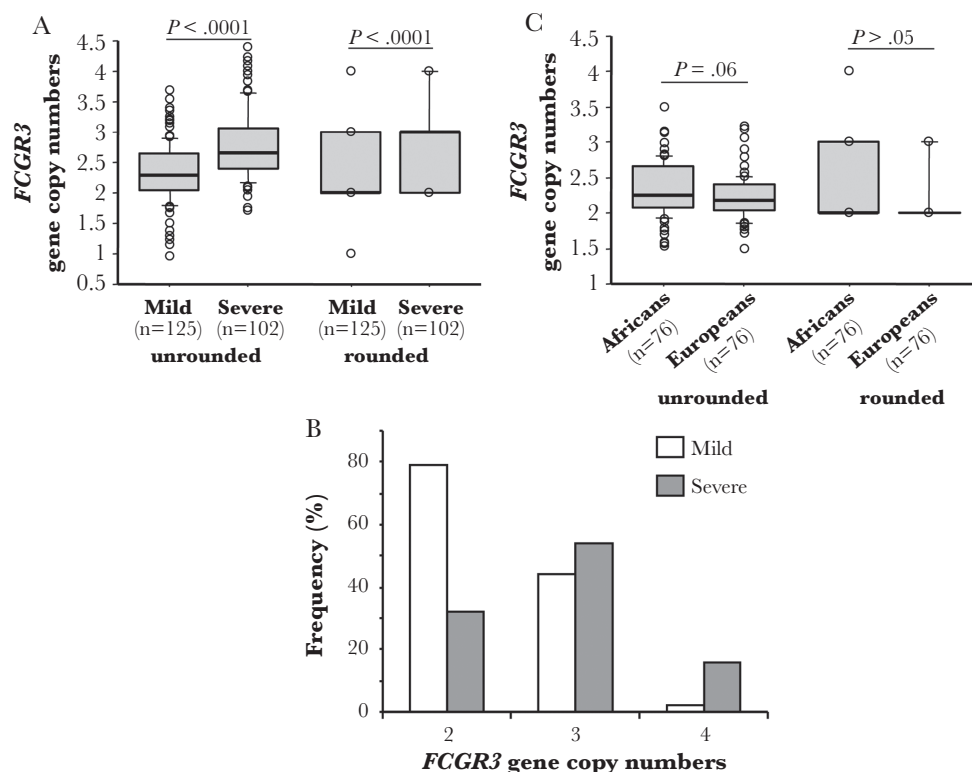 A
P < .0001
P < .0001
FCGR3
gene copy numbers
4.5
4
3.5
3
2.5
2
1.5
1
0.5
Mild
(n=125)
Severe
(n=102)
unrounded
Mild
(n=125)
Severe
(n=102)
rounded
C
P = .06
P > .05
FCGR3
gene copy numbers
4.5
4
3.5
3
2.5
2
1.5
1
Africans
(n=76)
Europeans
(n=76)
unrounded
Africans
(n=76)
Europeans
(n=76)
rounded
B
Mild
Severe
Frequency (%)
80
60
40
20
0
2
3
4
FCGR3 gene copy numbers